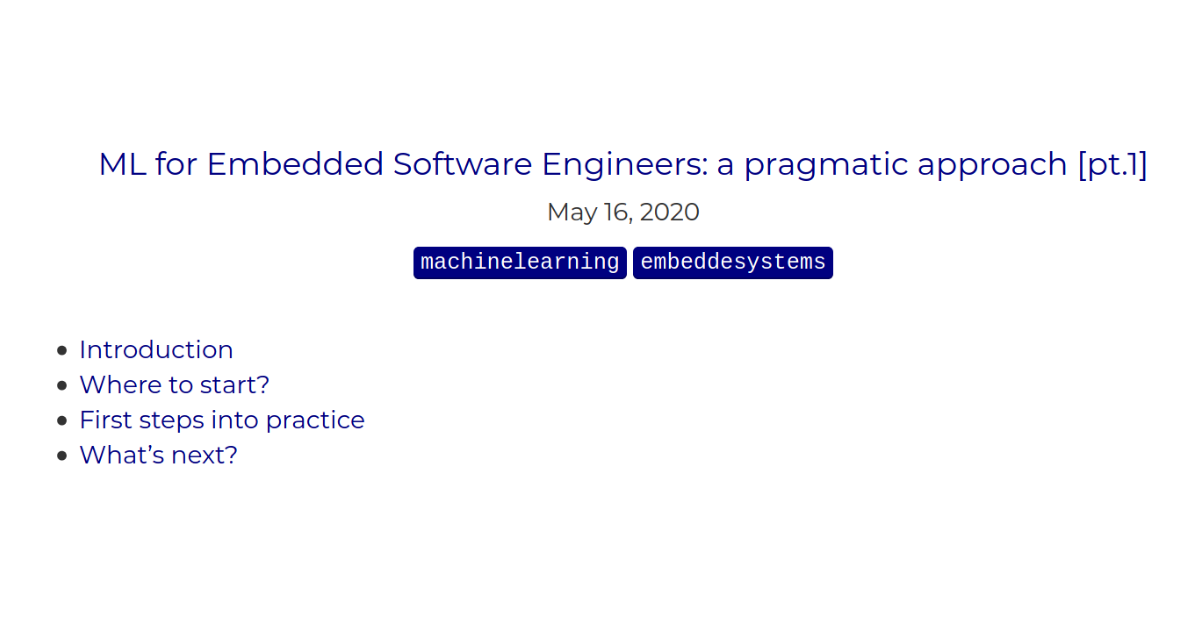 ML for Embedded Software Engineers: a pragmatic approach [pt.1]
May 16, 2020
machinelearning embeddesystems
Introduction
Where to start?
First steps into practice
What’s next?